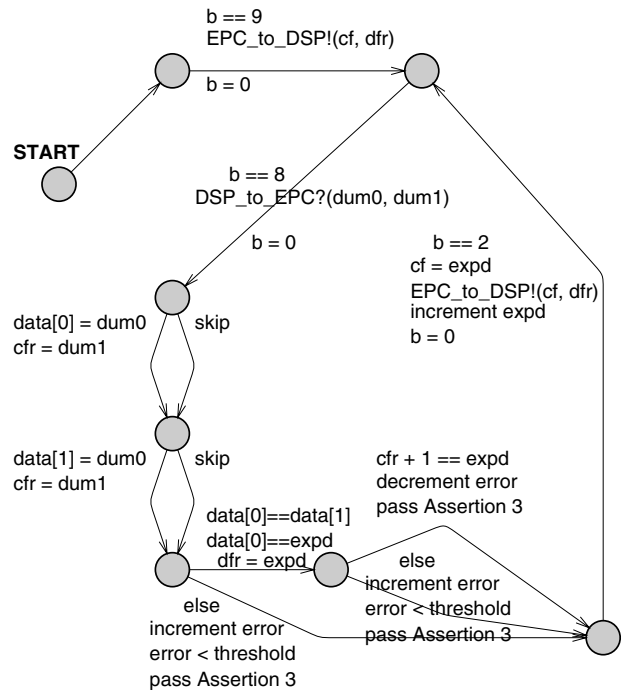 b == 9
EPC_to_DSP!(cf, dfr)
b = 0
START
b == 8
DSP_to_EPC?(dum0, dum1)
b = 0
b == 2
cf = expd
EPC_to_DSP!(cf, dfr)
increment expd
b = 0
data[0] = dum0
cfr = dum1
skip
data[1] = dum0
cfr = dum1
skip
cfr + 1 == expd
decrement error
pass Assertion 3
data[0]==data[1]
data[0]==expd
dfr = expd
else
increment error
error < threshold
pass Assertion 3
else
increment error
error < threshold
pass Assertion 3